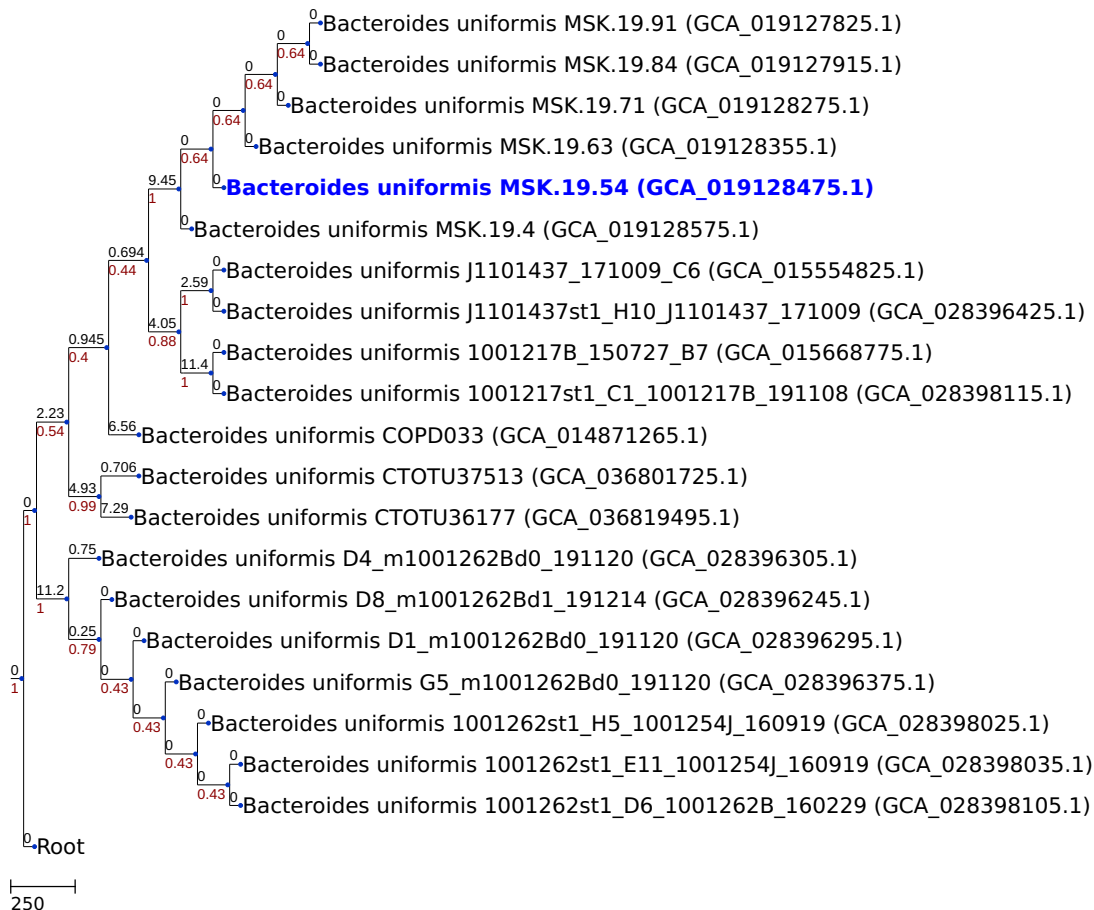 0
Bacteroides uniformis MSK.19.91 (GCA_019127825.1)
0
0.64
0
Bacteroides uniformis MSK.19.84 (GCA_019127915.1)
0
0.64
0
Bacteroides uniformis MSK.19.71 (GCA_019128275.1)
0
0.64
0
Bacteroides uniformis MSK.19.63 (GCA_019128355.1)
0
0.64
0
Bacteroides uniformis MSK.19.54 (GCA_019128475.1)
9.45
1
0
Bacteroides uniformis MSK.19.4 (GCA_019128575.1)
0.694
0.44
0
Bacteroides uniformis J1101437_171009_C6 (GCA_015554825.1)
2.59
1
0
Bacteroides uniformis J1101437st1_H10_J1101437_171009 (GCA_028396425.1)
4.05
0.88
0.945
0.4
0
Bacteroides uniformis 1001217B_150727_B7 (GCA_015668775.1)
11.4
1
0
Bacteroides uniformis 1001217st1_C1_1001217B_191108 (GCA_028398115.1)
2.23
0.54
6.56
Bacteroides uniformis COPD033 (GCA_014871265.1)
0.706
Bacteroides uniformis CTOTU37513 (GCA_036801725.1)
4.93
0.99
0
1
7.29
Bacteroides uniformis CTOTU36177 (GCA_036819495.1)
0.75
Bacteroides uniformis D4_m1001262Bd0_191120 (GCA_028396305.1)
11.2
1
0
Bacteroides uniformis D8_m1001262Bd1_191214 (GCA_028396245.1)
0.25
0.79
0
Bacteroides uniformis D1_m1001262Bd0_191120 (GCA_028396295.1)
0
1
0
0.43
0
Bacteroides uniformis G5_m1001262Bd0_191120 (GCA_028396375.1)
0
0.43
0
Bacteroides uniformis 1001262st1_H5_1001254J_160919 (GCA_028398025.1)
0
0.43
0
Bacteroides uniformis 1001262st1_E11_1001254J_160919 (GCA_028398035.1)
0
0.43
0
Bacteroides uniformis 1001262st1_D6_1001262B_160229 (GCA_028398105.1)
0
Root
250